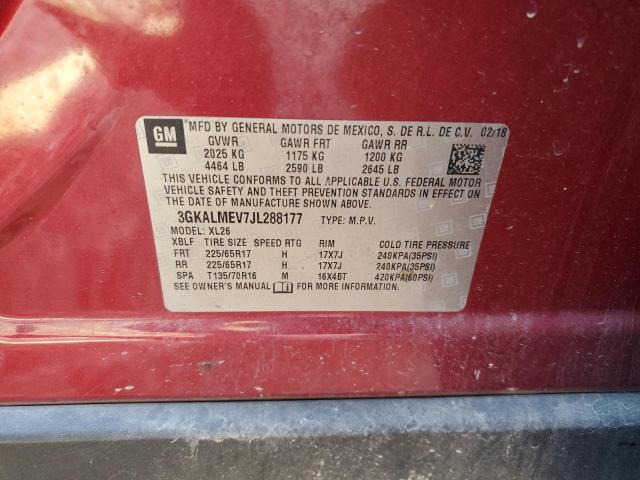 GM
MFD BY GENERAL MOTORS DE MEXICO, S. DE R.L. DE C.V. 02/18
GVWR GAWR FRT GAWR RR
2025 KG 1175 KG 1200 KG
4464 LB 2590 LB 2645 LB
THIS VEHICLE CONFORMS TO ALL APPLICABLE U.S. FEDERAL MOTOR
VEHICLE SAFETY AND THEFT PREVENTION STANDARDS IN EFFECT ON
THE DATE OF MANUFACTURE SHOWN ABOVE.
3GKALMEV7JL288177 TYPE: M.P.V.
MODEL: XL26
XBLF TIRE SIZE SPEED RTG RIM COLD TIRE PRESSURE
FRT 225/65R17 H 17X7J 240KPA(35PSI)
RR 225/65R17 H 17X7J 240KPA(35PSI)
SPA T135/70R16 M 16X4BT 420KPA(60PSI)
SEE OWNER'S MANUAL FOR MORE INFORMATION.